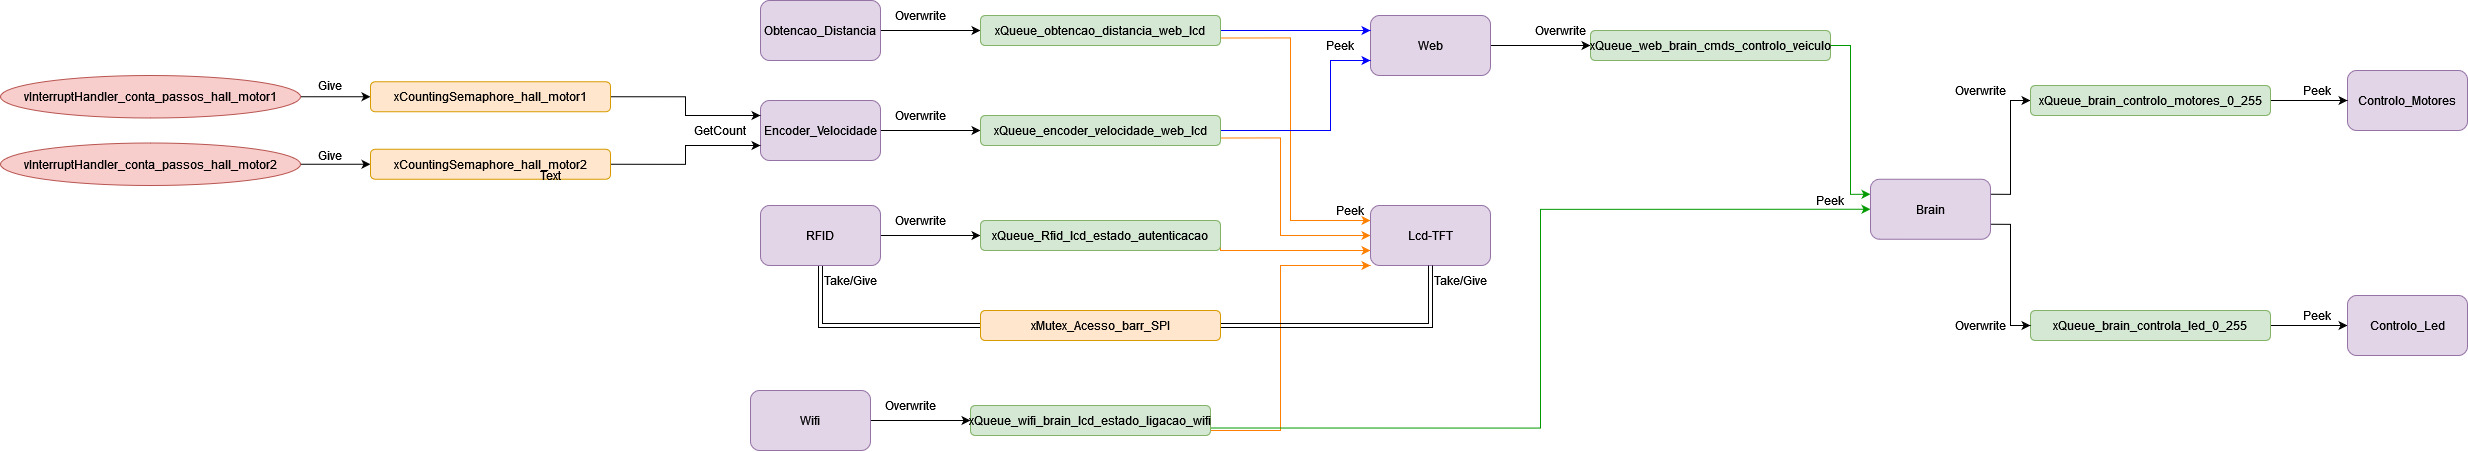 Obtencao_Distancia
Overwrite
xQueue_obtencao_distancia_web_lcd
Peek
Web
Overwrite
xQueue_web_brain_cmds_controlo_veiculo
vInterruptHandler_conta_passos_hall_motor1
Give
xCountingSemaphore_hall_motor1
GetCount
Encoder_Velocidade
Overwrite
xQueue_encoder_velocidade_web_lcd
Overwrite
xQueue_brain_controlo_motores_0_255
Peek
Controlo_Motores
vInterruptHandler_conta_passos_hall_motor2
Give
xCountingSemaphore_hall_motor2
Text
RFID
Overwrite
xQueue_Rfid_lcd_estado_autenticacao
Peek
Lcd-TFT
Peek
Brain
Take/Give
Take/Give
xMutex_Acesso_barr_SPI
Overwrite
xQueue_brain_controla_led_0_255
Peek
Controlo_Led
Wifi
Overwrite
xQueue_wifi_brain_lcd_estado_ligacao_wifi